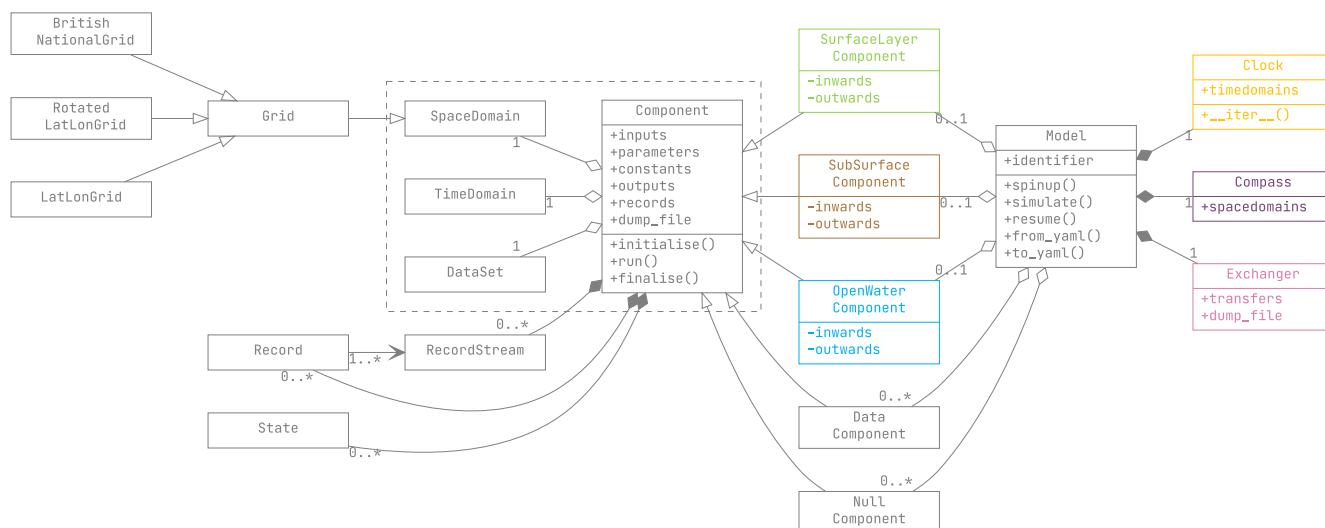 British
NationalGrid
Rotated
LatLonGrid
LatLonGrid
Grid
SpaceDomain
1
TimeDomain
1
DataSet
1
Record
1..*
0..*
RecordStream
0..*
State
0..*
Component
+inputs
+parameters
+constants
+outputs
+records
+dump_file
+initialise()
+run()
+finalise()
SurfaceLayer
Component
-inwards
-outwards
0..1
SubSurface
Component
-inwards
-outwards
0..1
OpenWater
Component
-inwards
-outwards
0..1
Data
Component
0..*
Null
Component
0..*
Model
+identifier
+spinup()
+simulate()
+resume()
+from_yaml()
+to_yaml()
Clock
+timedomains
+__iter__()
1
Compass
+spacedomains
1
Exchanger
+transfers
+dump_file
1